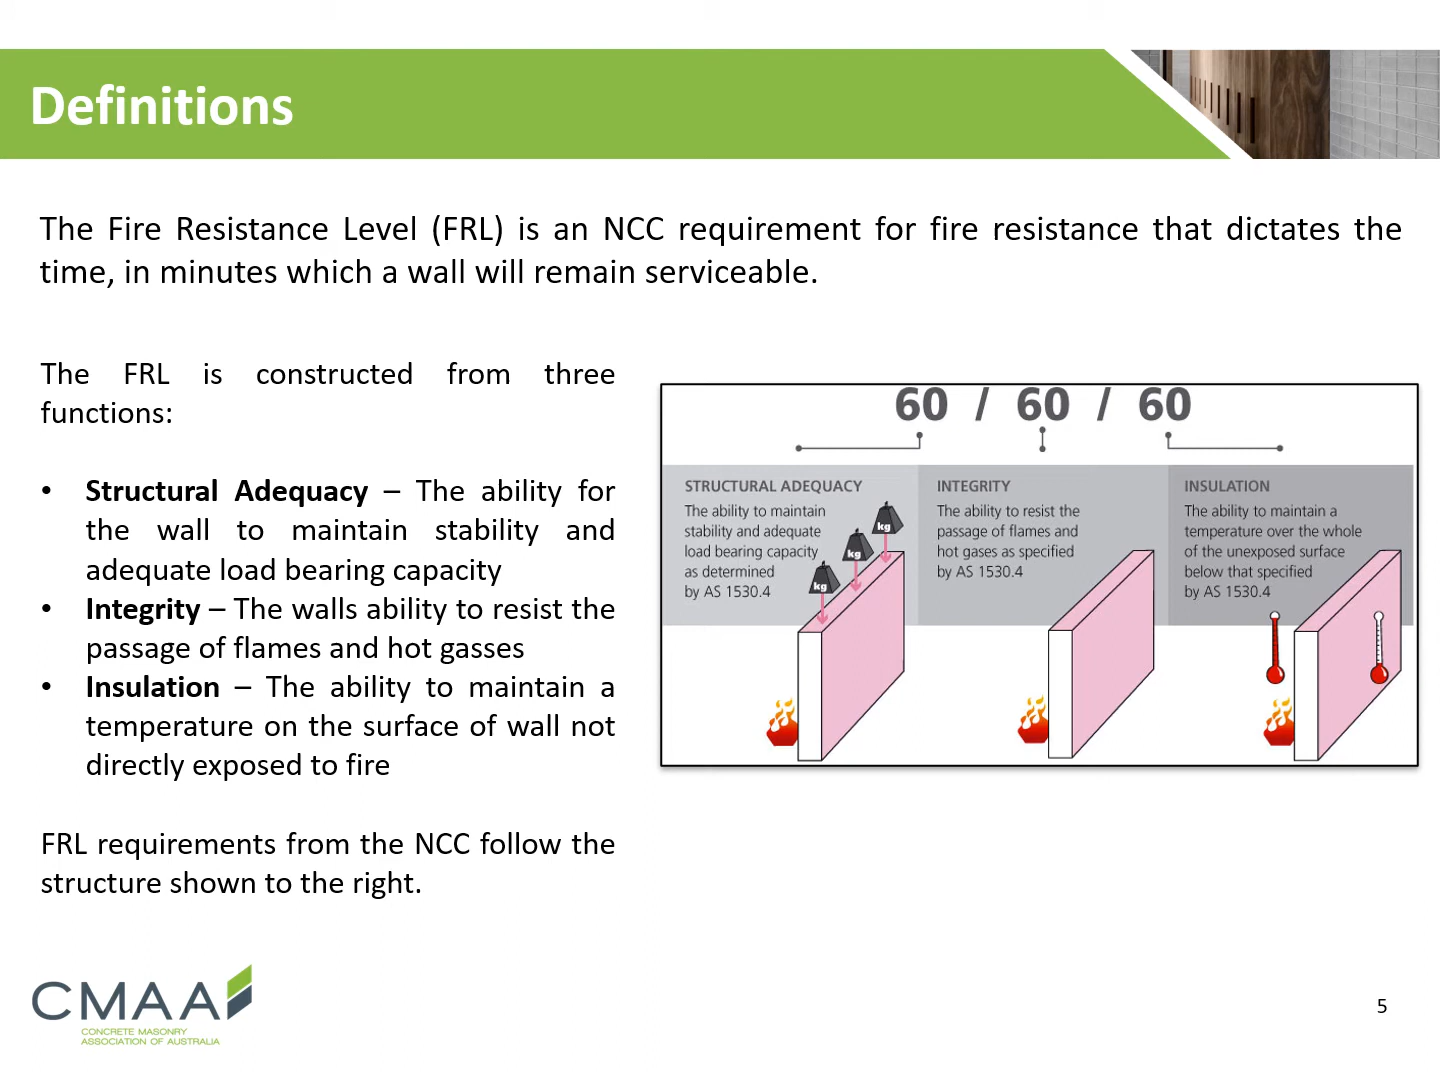 Definitions
The Fire Resistance Level (FRL) is an NCC requirement for fire resistance that dictates the
time, in minutes which a wall will remain serviceable.
The FRL is constructed from three
functions:
• Structural Adequacy – The ability for
the wall to maintain stability and
adequate load bearing capacity
• Integrity – The walls ability to resist the
passage of flames and hot gasses
• Insulation – The ability to maintain a
temperature on the surface of wall not
directly exposed to fire
FRL requirements from the NCC follow the
structure shown to the right.
60 / 60 / 60
STRUCTURAL ADEQUACY
The ability to maintain
stability and adequate
load bearing capacity
as determined
by AS 1530.4
kg
kg
kg
INTEGRITY
The ability to resist the
passage of flames and
hot gases as specified
by AS 1530.4
INSULATION
The ability to maintain a
temperature over the whole
of the unexposed surface
below that specified
by AS 1530.4
CMAA
CONCRETE MASONRY
ASSOCIATION OF AUSTRALIA
5